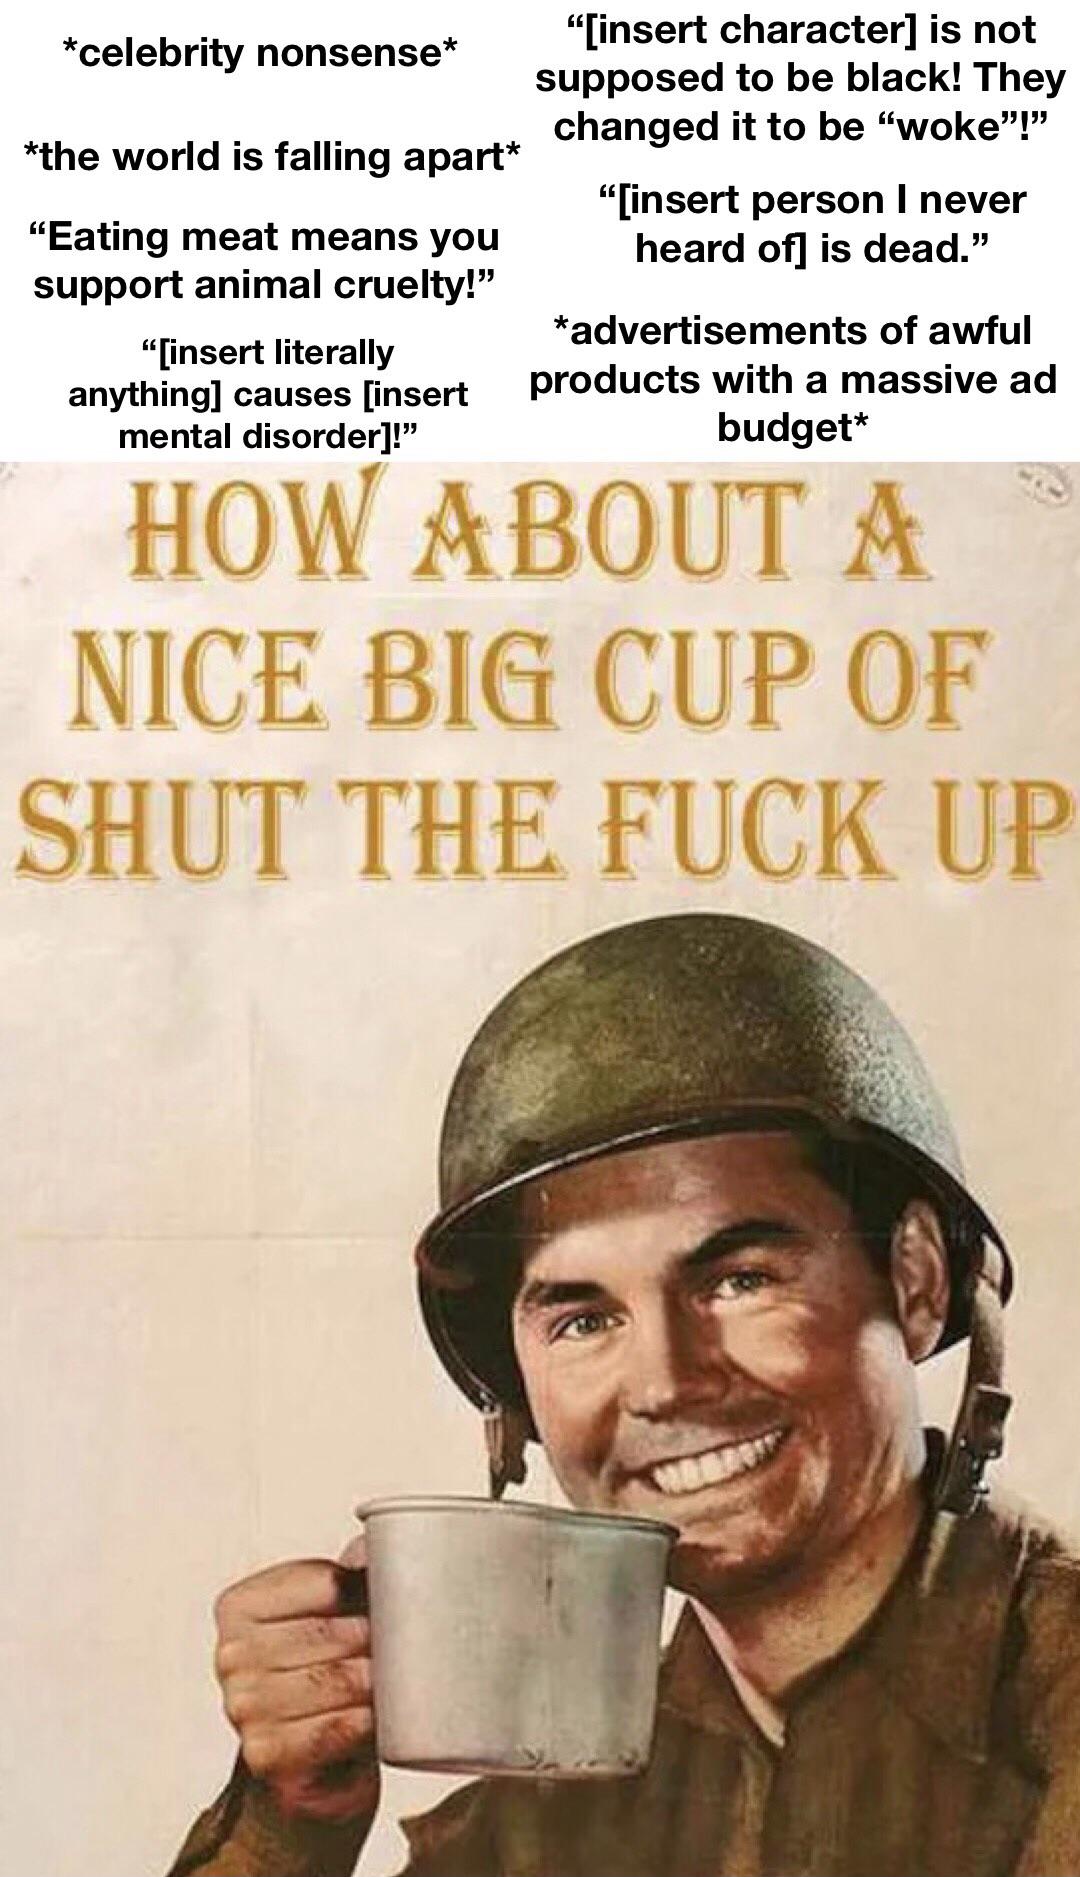 *celebrity nonsense*
*the world is falling apart*
“Eating meat means you
support animal cruelty!”
“[insert literally
anything] causes [insert
mental disorder]!”
“[insert character] is not
supposed to be black! They
changed it to be “woke”!”
“[insert person I never
heard of] is dead.”
*advertisements of awful
products with a massive ad
budget*
HOW ABOUT A
NICE BIG CUP OF
SHUT THE FUCK UP